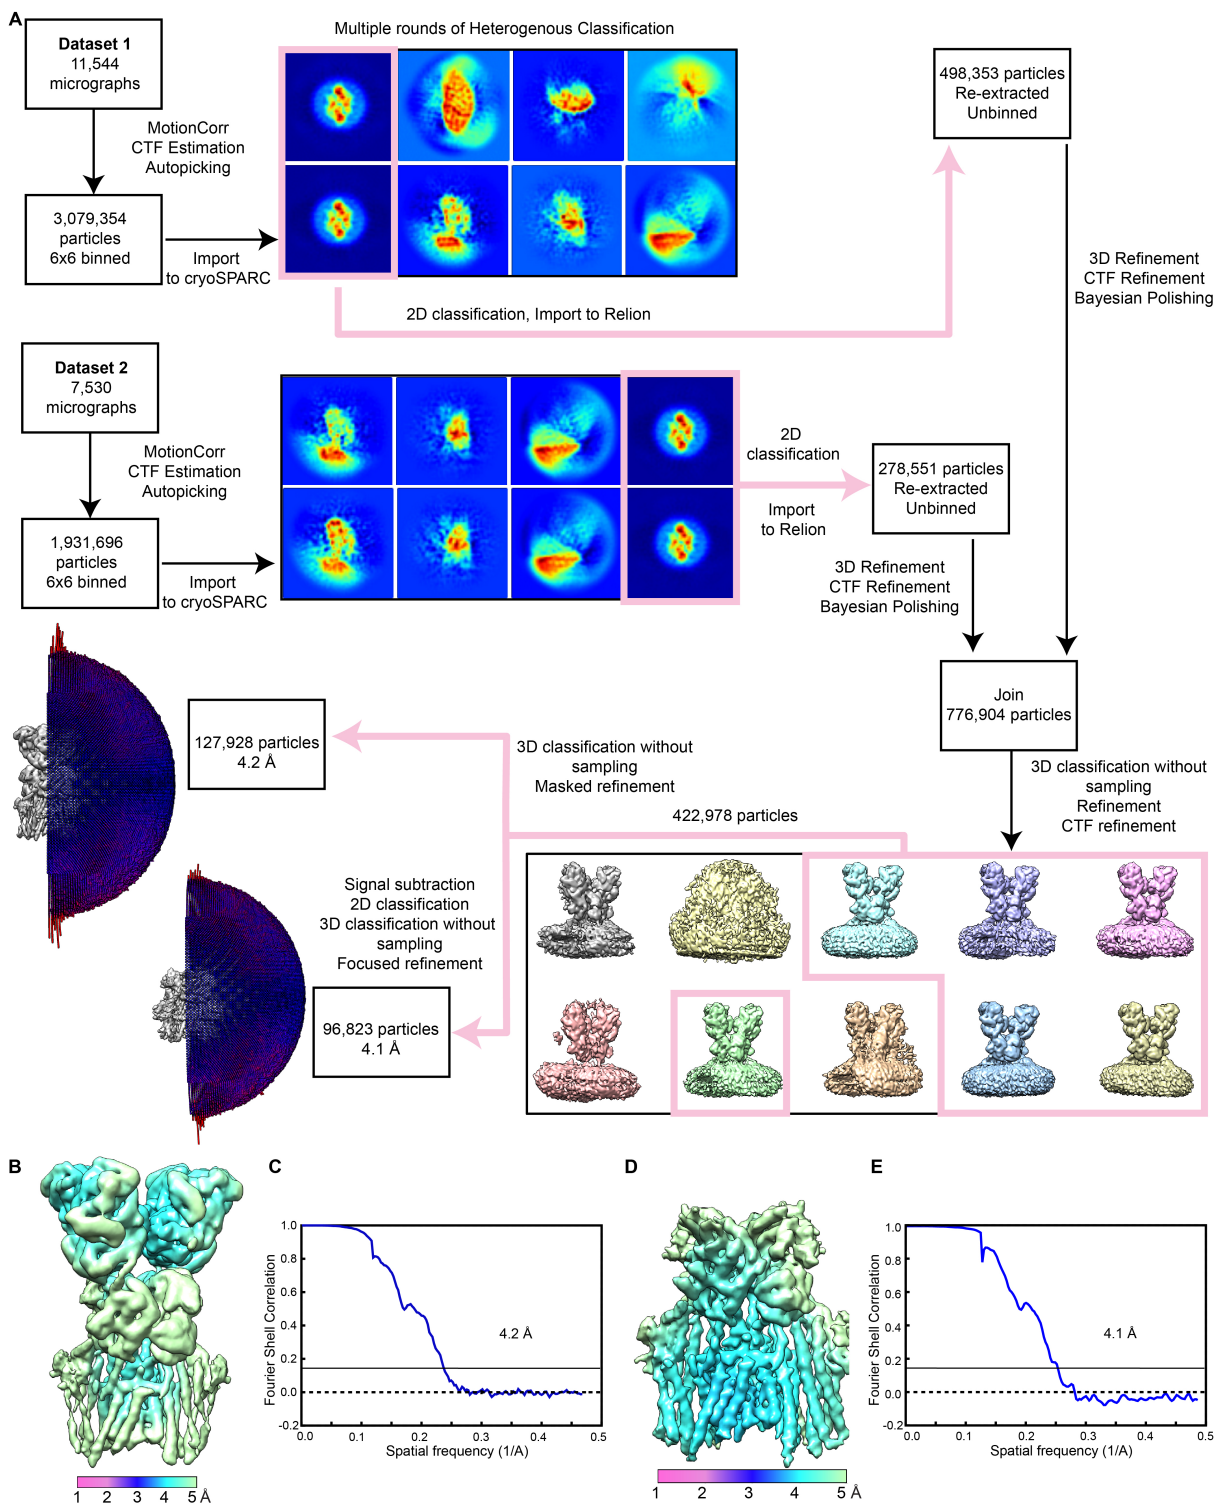 A
Dataset 1
11,544
micrographs
MotionCorr
CTF Estimation
Autopicking
3,079,354
particles
6x6 binned
Import
to cryoSPARC
Multiple rounds of Heterogenous Classification
2D classification, Import to Relion
498,353 particles
Re-extracted
Unbinned
3D Refinement
CTF Refinement
Bayesian Polishing
Dataset 2
7,530
micrographs
MotionCorr
CTF Estimation
Autopicking
1,931,696
particles
6x6 binned
Import
to cryoSPARC
2D
classification
Import
to Relion
278,551 particles
Re-extracted
Unbinned
3D Refinement
CTF Refinement
Bayesian Polishing
Join
776,904 particles
3D classification without
sampling
Refinement
CTF refinement
422,978 particles
3D classification without
sampling
Masked refinement
127,928 particles
4.2 Å
Signal subtraction
2D classification
3D classification without
sampling
Focused refinement
96,823 particles
4.1 Å
B
1 2 3 4 5 Å
C
Fourier Shell Correlation
1.0
0.8
0.6
0.4
0.2
0.0
-0.2
4.2 Å
0.0 0.1 0.2 0.3 0.4 0.5
Spatial frequency (1/A)
D
1 2 3 4 5 Å
E
Fourier Shell Correlation
1.0
0.8
0.6
0.4
0.2
0.0
-0.2
4.1 Å
0.0 0.1 0.2 0.3 0.4 0.5
Spatial frequency (1/A)